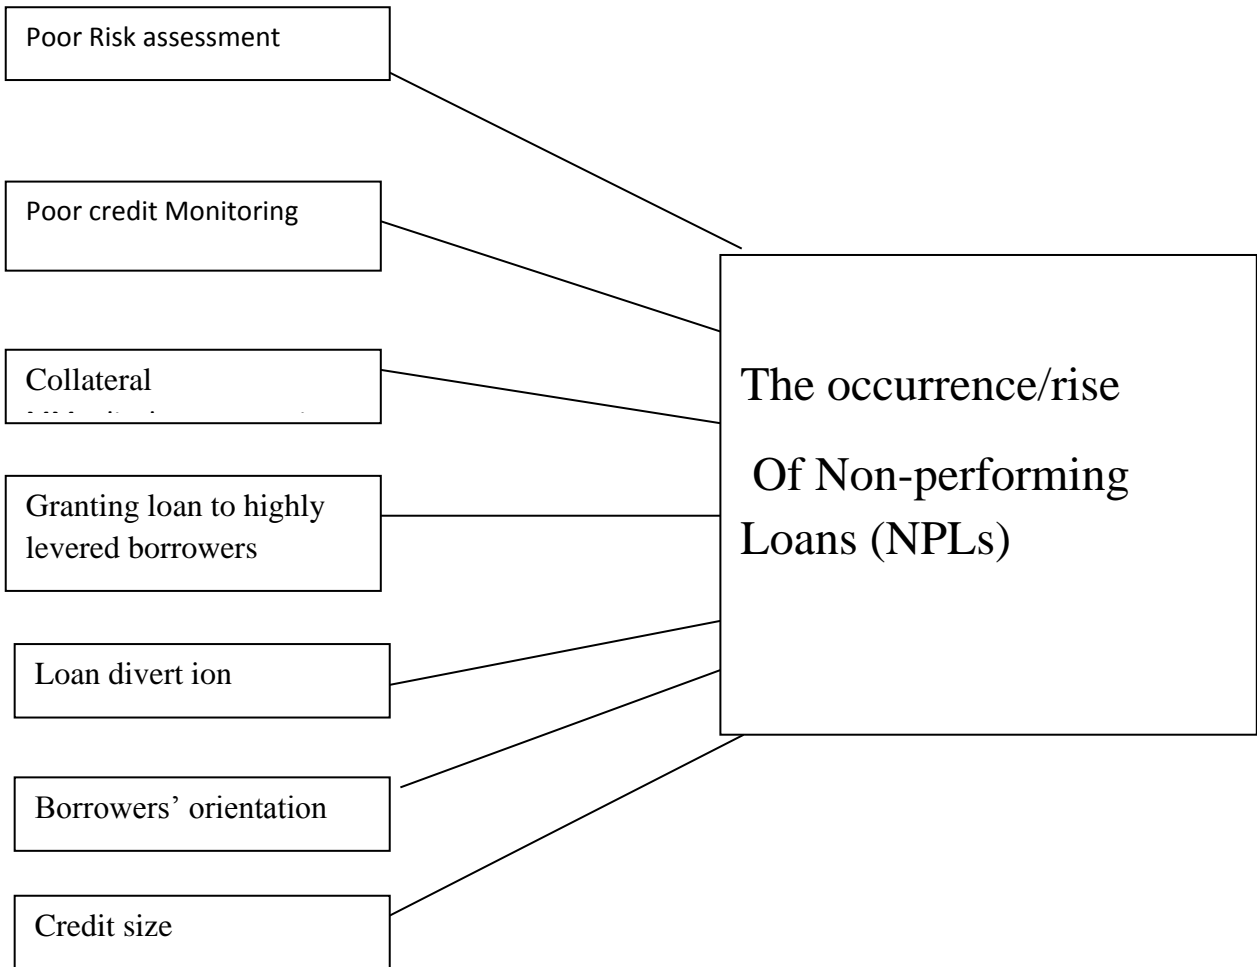 Poor Risk assessment
Poor credit Monitoring
Collateral
Granting loan to highly
levered borrowers
Loan divert ion
Borrowers’ orientation
Credit size
The occurrence/rise
Of Non-performing
Loans (NPLs)